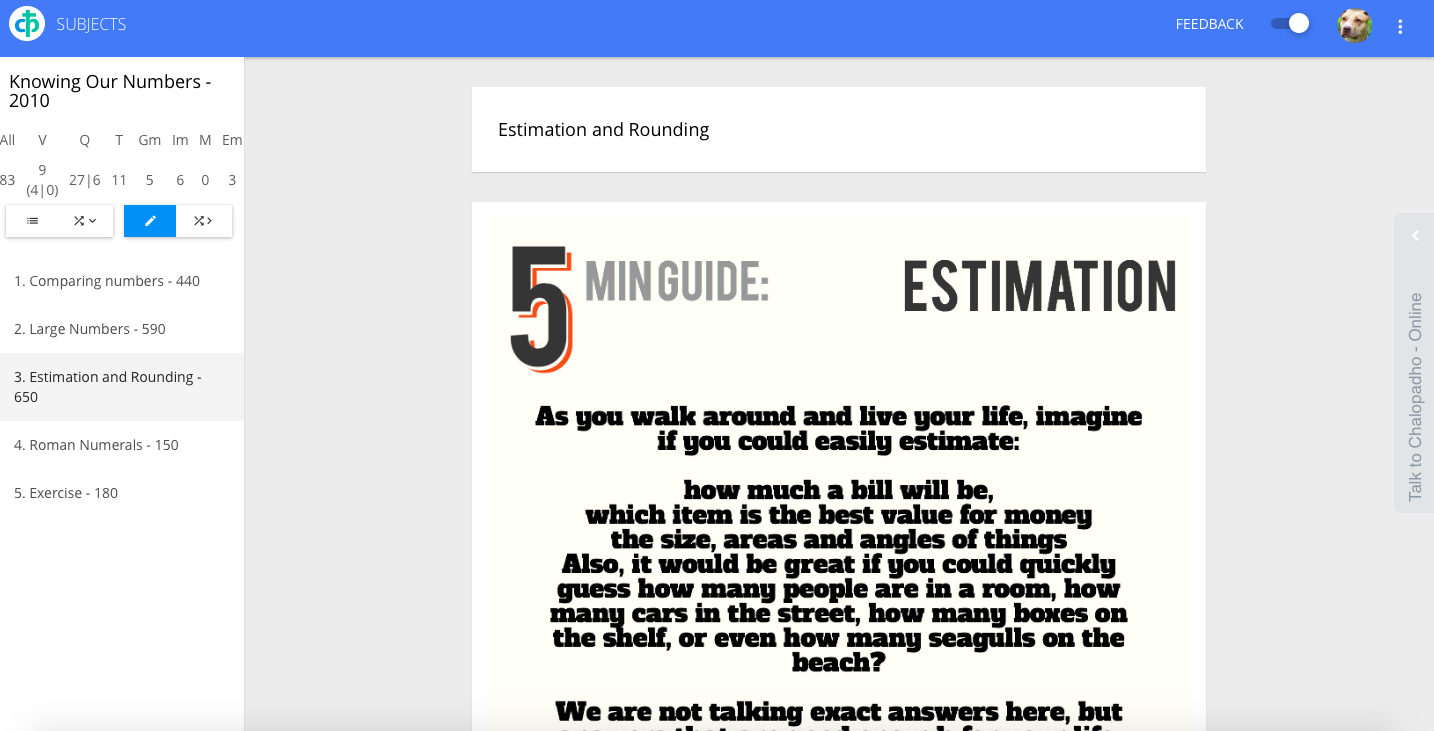 SUBJECTS
FEEDBACK
Knowing Our Numbers -
2010
All V Q T Gm Im M Em
83 9 (4|0) 27|6 11 5 6 0 3
1. Comparing numbers - 440
2. Large Numbers - 590
3. Estimation and Rounding -
650
4. Roman Numerals - 150
5. Exercise - 180
Estimation and Rounding
5 MIN GUIDE: ESTIMATION
As you walk around and live your life, imagine
if you could easily estimate:
how much a bill will be,
which item is the best value for money
the size, areas and angles of things
Also, it would be great if you could quickly
guess how many people are in a room, how
many cars in the street, how many boxes on
the shelf, or even how many seagulls on the
beach?
We are not talking exact answers here, but
Talk to Chalopadho - Online